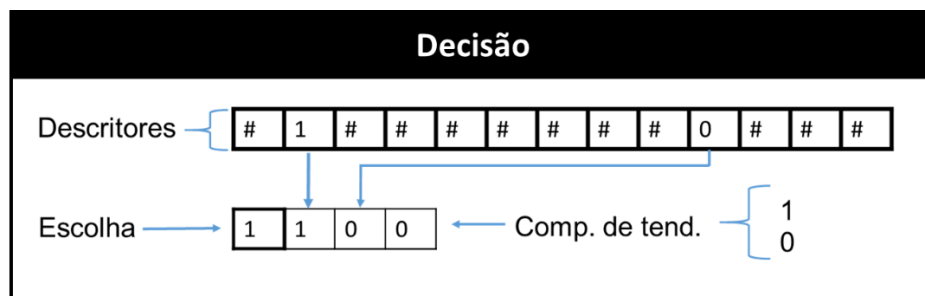 Decisão
Descritores # 1 # # # # # # # 0 # # #
Escolha 1 1 0 0 Comp. de tend. 1
0